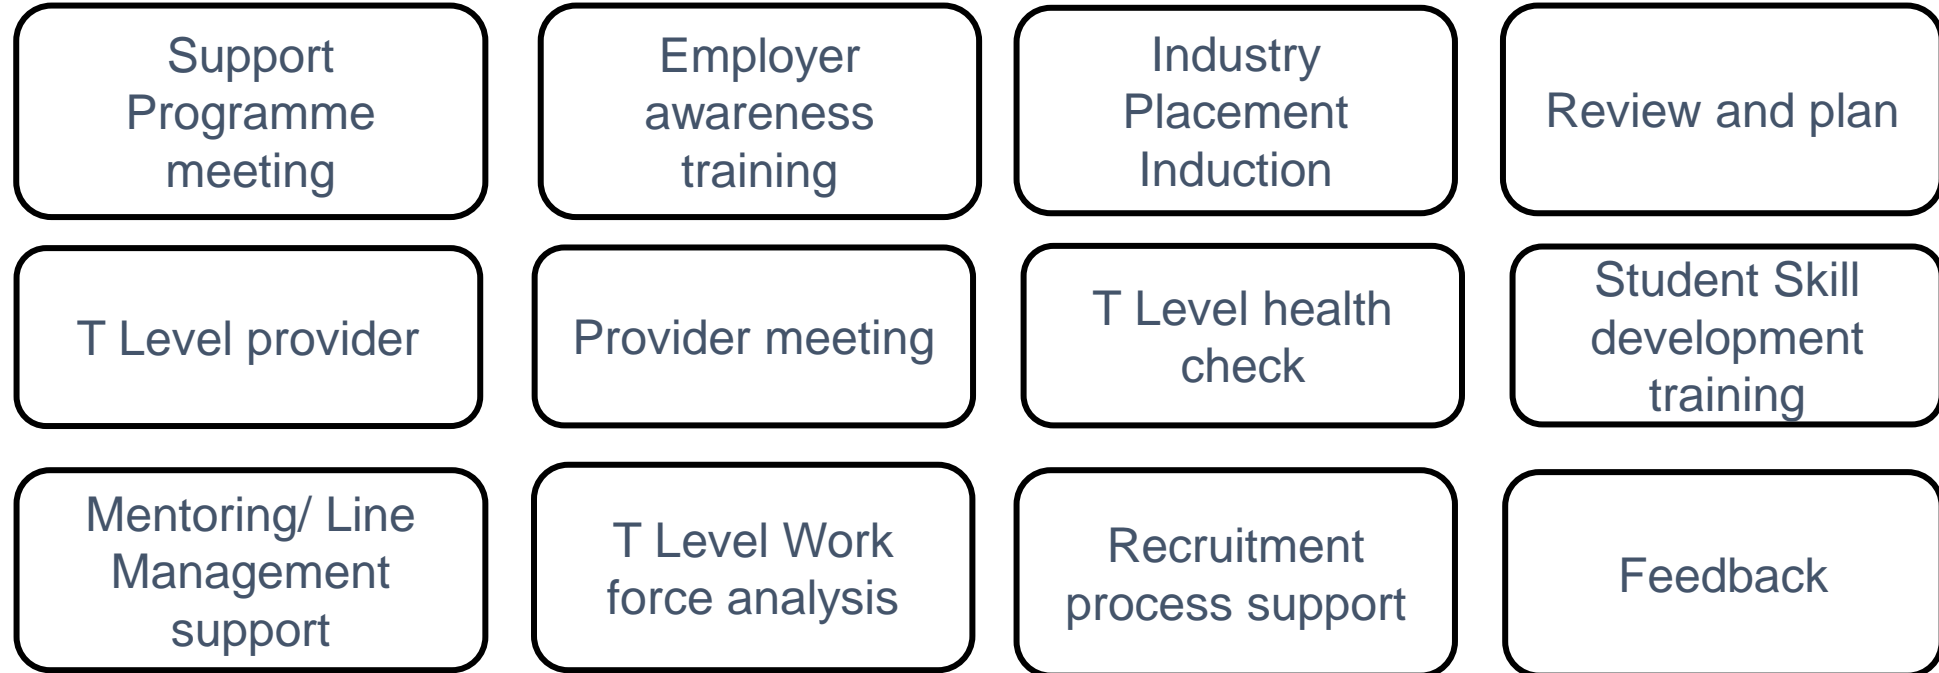 Support
Programme
meeting
Employer
awareness
training
Industry
Placement
Induction
Review and plan
T Level provider
Provider meeting
T Level health
check
Student Skill
development
training
Mentoring/ Line
Management
support
T Level Work
force analysis
Recruitment
process support
Feedback